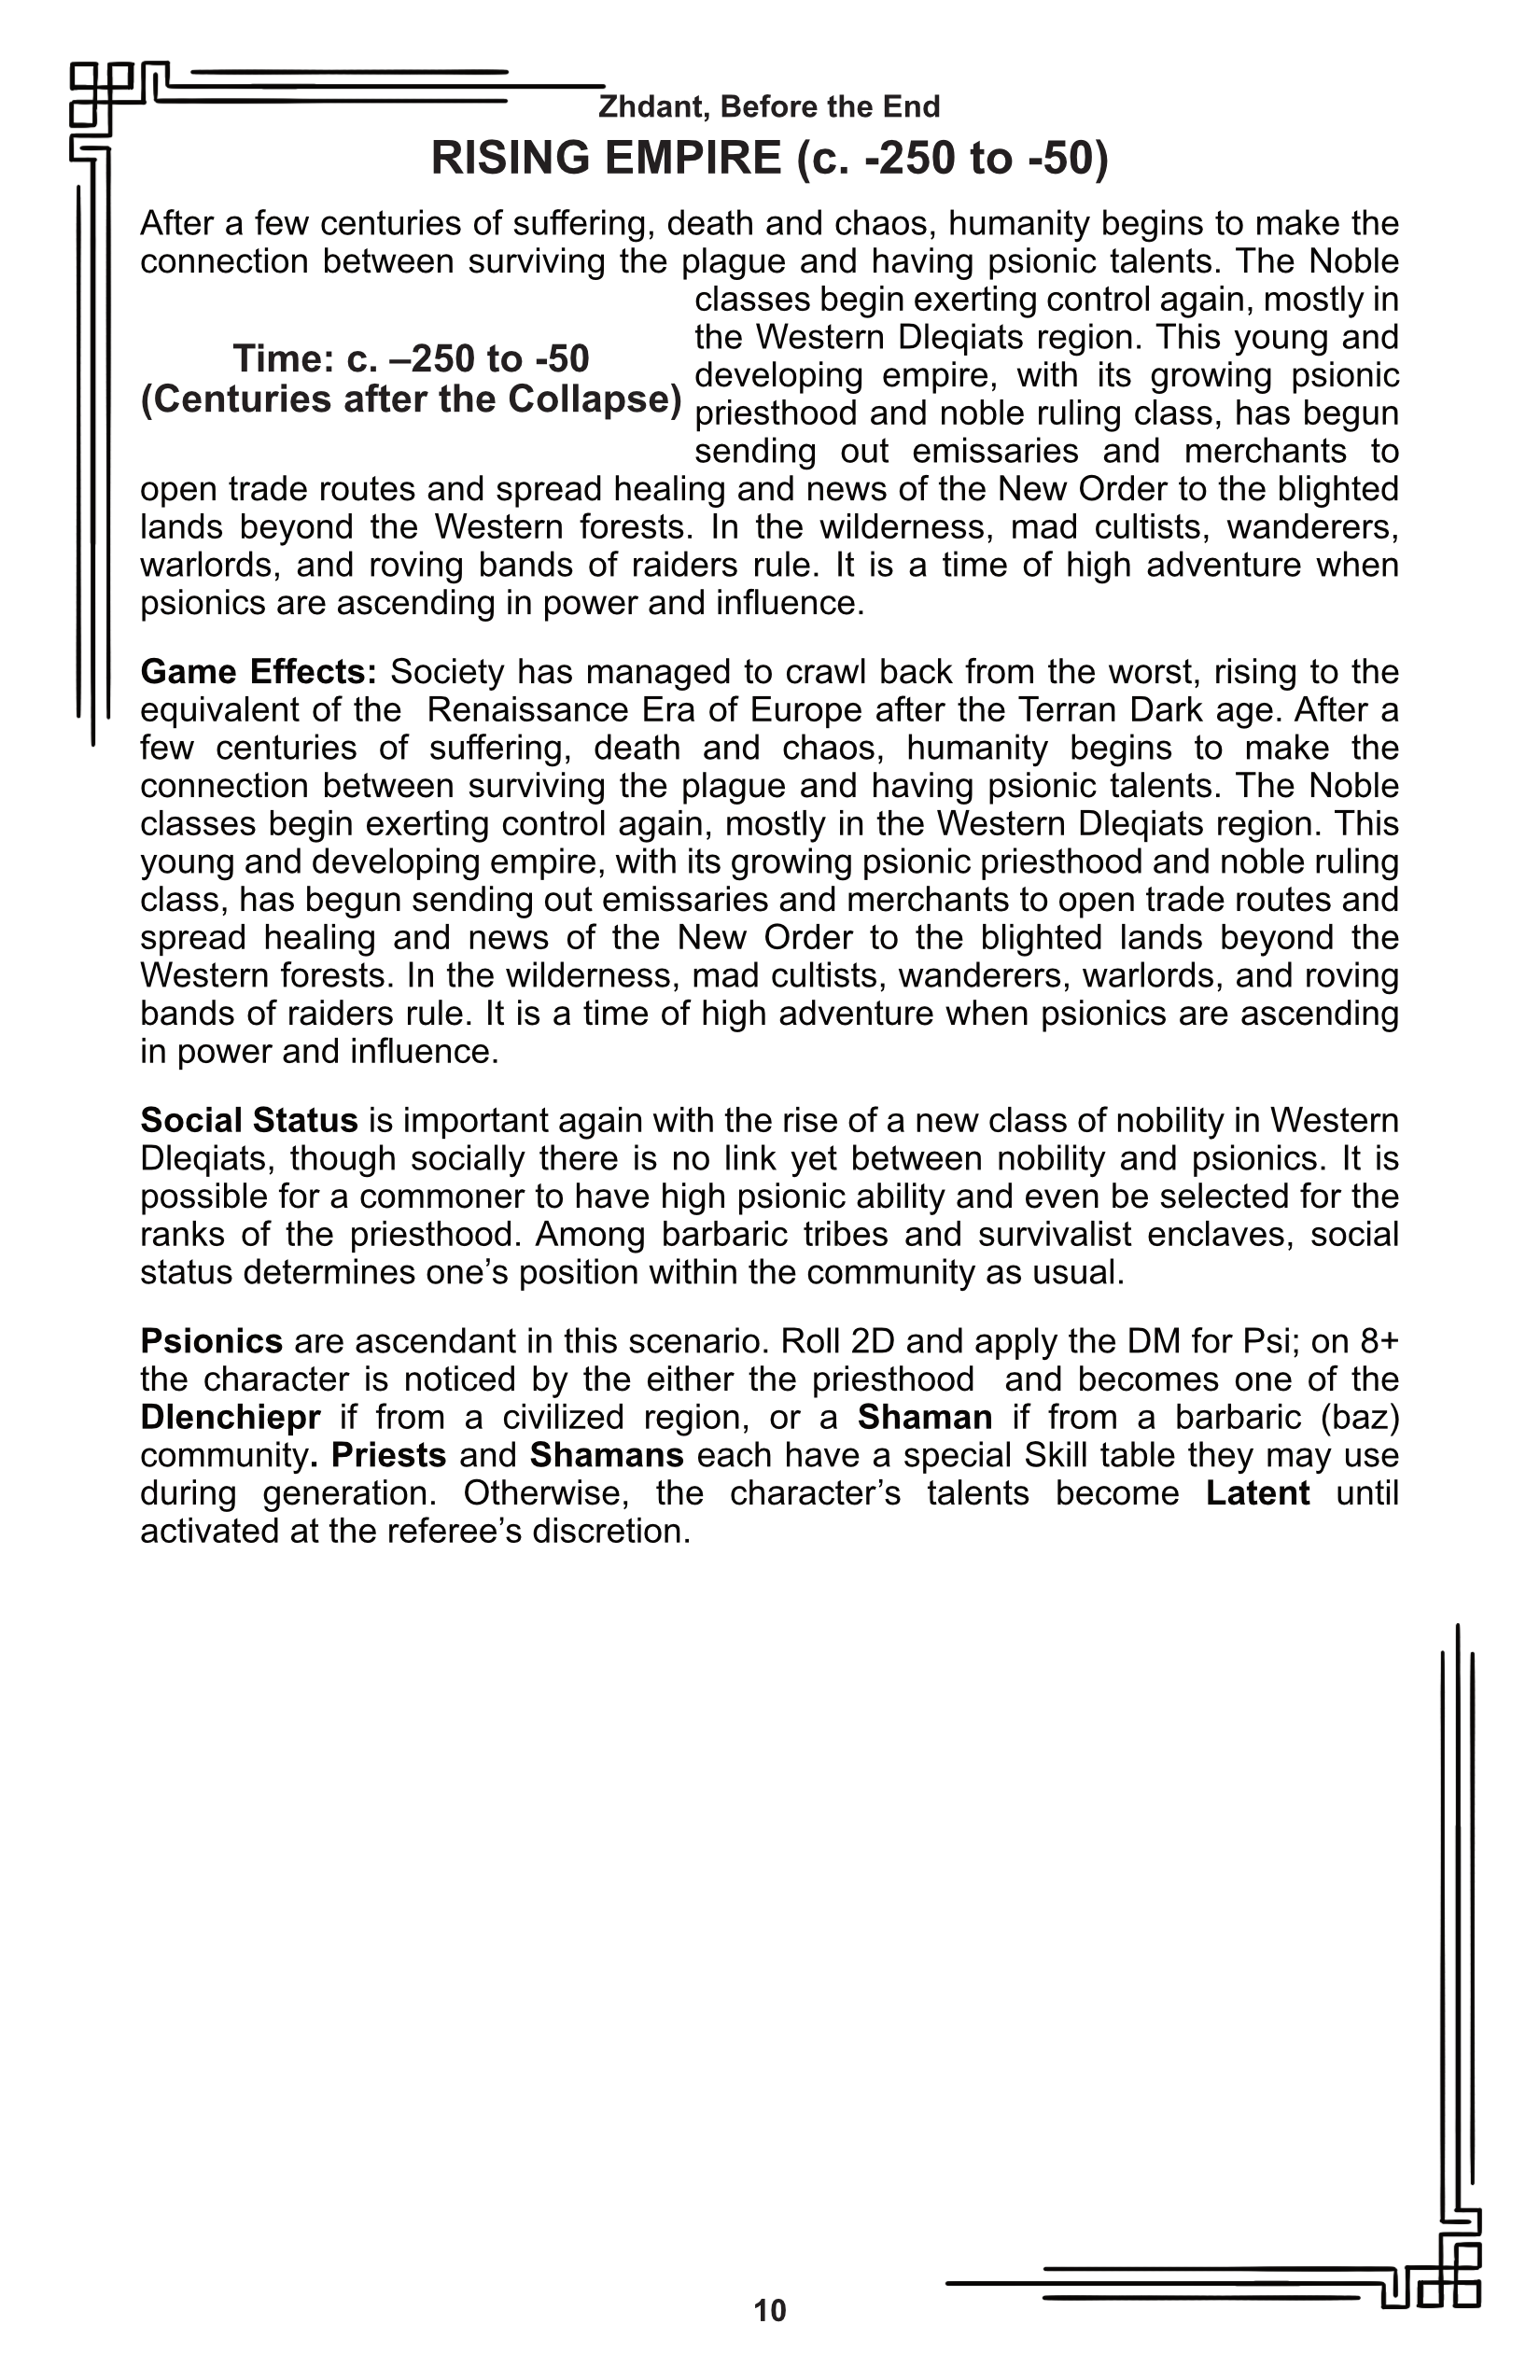 Zhdant, Before the End
RISING EMPIRE (c. -250 to -50)
After a few centuries of suffering, death and chaos, humanity begins to make the
connection between surviving the plague and having psionic talents. The Noble
classes begin exerting control again, mostly in
the Western Dleqiats region. This young and
developing empire, with its growing psionic
priesthood and noble ruling class, has begun
sending out emissaries and merchants to
Time: c. –250 to -50
(Centuries after the Collapse)
open trade routes and spread healing and news of the New Order to the blighted
lands beyond the Western forests. In the wilderness, mad cultists, wanderers,
warlords, and roving bands of raiders rule. It is a time of high adventure when
psionics are ascending in power and influence.
Game Effects: Society has managed to crawl back from the worst, rising to the
equivalent of the  Renaissance Era of Europe after the Terran Dark age. After a
few centuries of suffering, death and chaos, humanity begins to make the
connection between surviving the plague and having psionic talents. The Noble
classes begin exerting control again, mostly in the Western Dleqiats region. This
young and developing empire, with its growing psionic priesthood and noble ruling
class, has begun sending out emissaries and merchants to open trade routes and
spread healing and news of the New Order to the blighted lands beyond the
Western forests. In the wilderness, mad cultists, wanderers, warlords, and roving
bands of raiders rule. It is a time of high adventure when psionics are ascending
in power and influence.
Social Status is important again with the rise of a new class of nobility in Western
Dleqiats, though socially there is no link yet between nobility and psionics. It is
possible for a commoner to have high psionic ability and even be selected for the
ranks of the priesthood. Among barbaric tribes and survivalist enclaves, social
status determines one’s position within the community as usual.
Psionics are ascendant in this scenario. Roll 2D and apply the DM for Psi; on 8+
the character is noticed by the either the priesthood  and becomes one of the
Dlenchiepr if from a civilized region, or a Shaman if from a barbaric (baz)
community. Priests and Shamans each have a special Skill table they may use
during generation. Otherwise, the character’s talents become Latent until
activated at the referee’s discretion.
10